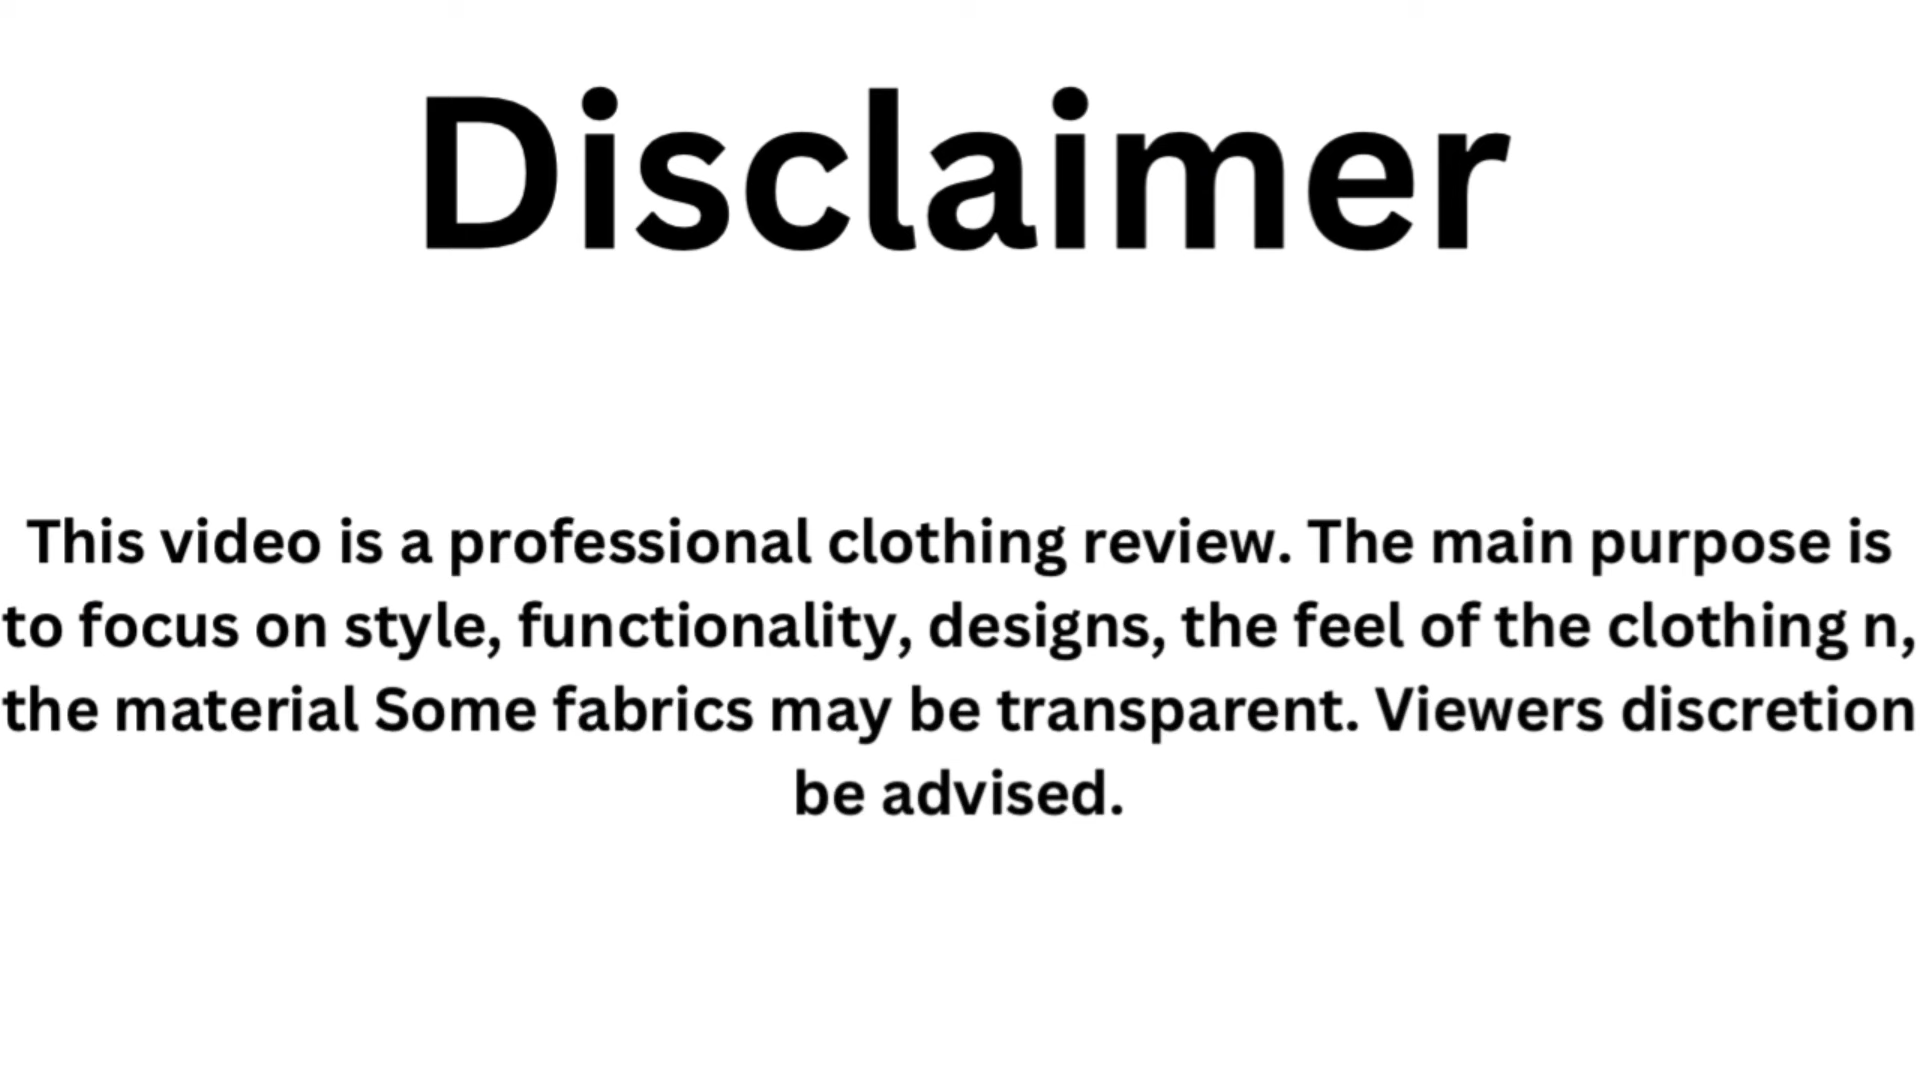 Disclaimer
This video is a professional clothing review. The main purpose is
to focus on style, functionality, designs, the feel of the clothing n,
the material Some fabrics may be transparent. Viewers discretion
be advised.